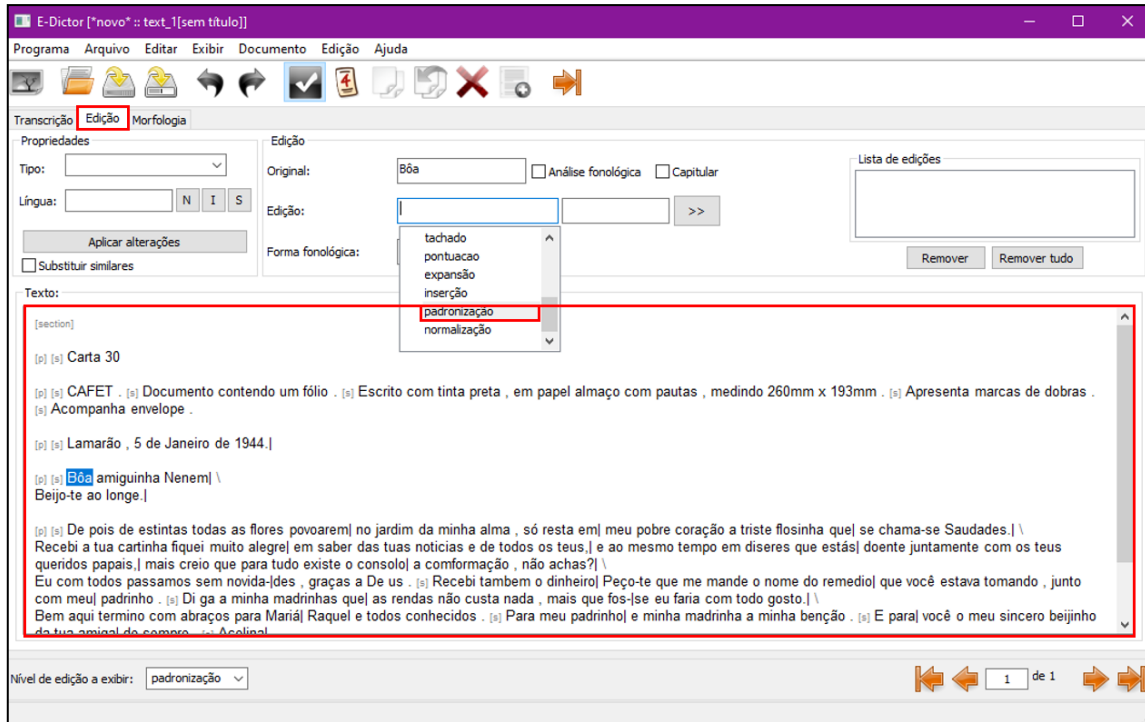 E-Dictor [*novo* :: text_1[sem título]]
Programa Arquivo Editar Exibir Documento Edição Ajuda
4
Transcrição Edição Morfologia
Propriedades
Tipo:
Língua: N I S
Aplicar alterações
Substituir similares
Edição
Original: Bôa Análise fonológica Capitular
Edição: >>
Forma fonológica:
tachado
pontuacao
expansão
inserção
padronização
normalização
Lista de edições
Remover Remover tudo
Texto:
[section]
[p] [s] Carta 30
[p] [s] CAFET . [s] Documento contendo um fólio . [s] Escrito com tinta preta , em papel almaço com pautas , medindo 260mm x 193mm . [s] Apresenta marcas de dobras .
[s] Acompanha envelope .
[p] [s] Lamarão , 5 de Janeiro de 1944.|
[p] [s] Bôa amiguinha Nenem| \
Beijo-te ao longe.|
[p] [s] De pois de estintas todas as flores povoarem| no jardim da minha alma , só resta em| meu pobre coração a triste flosinha que| se chama-se Saudades.| \
Recebi a tua cartinha fiquei muito alegre| em saber das tuas noticias e de todos os teus,| e ao mesmo tempo em diseres que estás| doente juntamente com os teus
queridos papais,| mais creio que para tudo existe o consolo| a comformação , não achas?| \
Eu com todos passamos sem novida-|des , graças a De us . [s] Recebi tambem o dinheiro| Peço-te que me mande o nome do remedio| que você estava tomando , junto
com meu| padrinho . [s] Di ga a minha madrinhas que| as rendas não custa nada , mais que fos-|se eu faria com todo gosto.| \
Bem aqui termino com abraços para Mariá| Raquel e todos conhecidos . [s] Para meu padrinho| e minha madrinha a minha benção . [s] E para| você o meu sincero beijinho
da tua amiga| de sempre . [s] Acelina|
Nível de edição a exibir: padronização
1 de 1